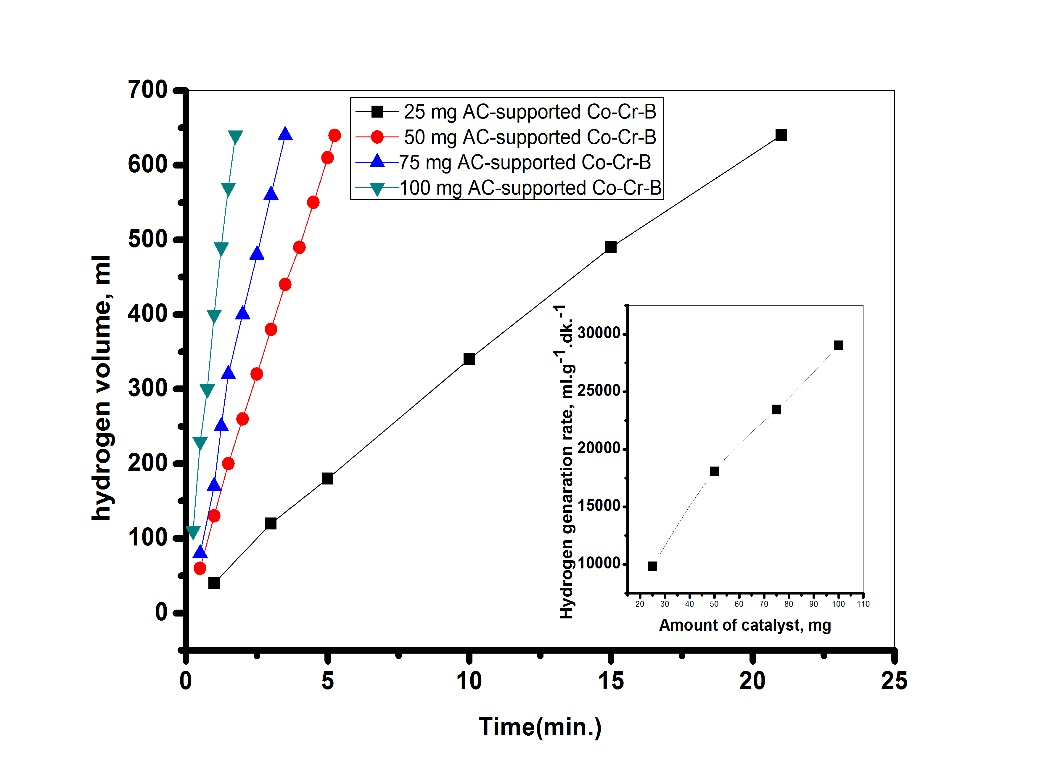 700
600
500
400
300
200
100
0
hydrogen volume, ml
25 mg AC-supported Co-Cr-B
50 mg AC-supported Co-Cr-B
75 mg AC-supported Co-Cr-B
100 mg AC-supported Co-Cr-B
0 5 10 15 20 25
Time(min.)
Hydrogen genaration rate, ml.g-1.dk.-1
30000
25000
20000
15000
10000
20 30 40 50 60 70 80 90 100 110
Amount of catalyst, mg